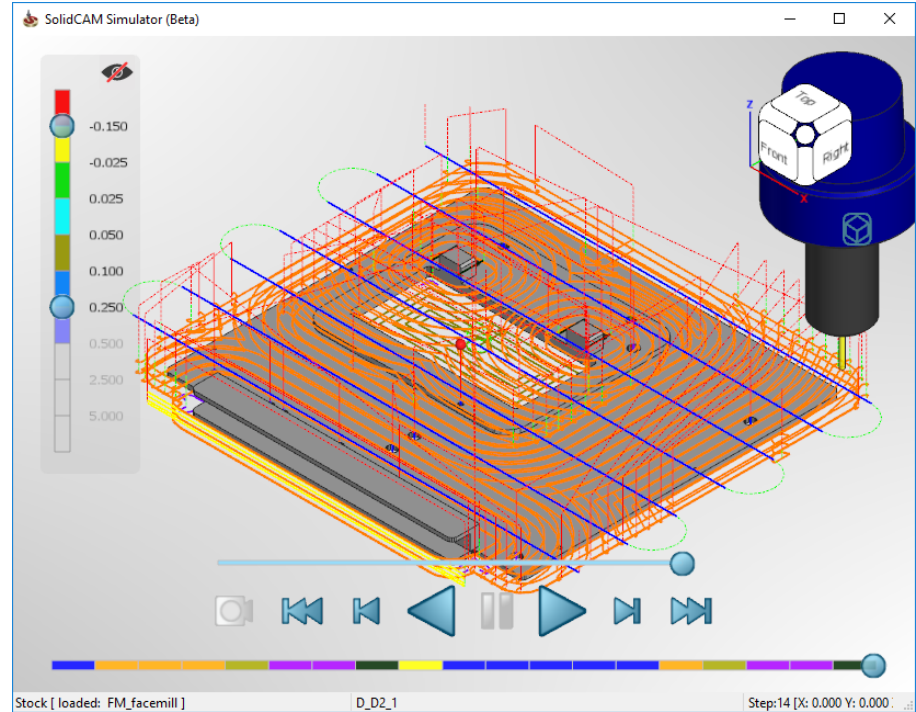 SolidCAM Simulator (Beta)
-0.150
-0.025
0.025
0.050
0.100
0.250
0.500
2.500
5.000
Z
Top
Front
Right
X
Stock [ loaded: FM_facemill ]
D_D2_1
Step:14 [X: 0.000 Y: 0.000